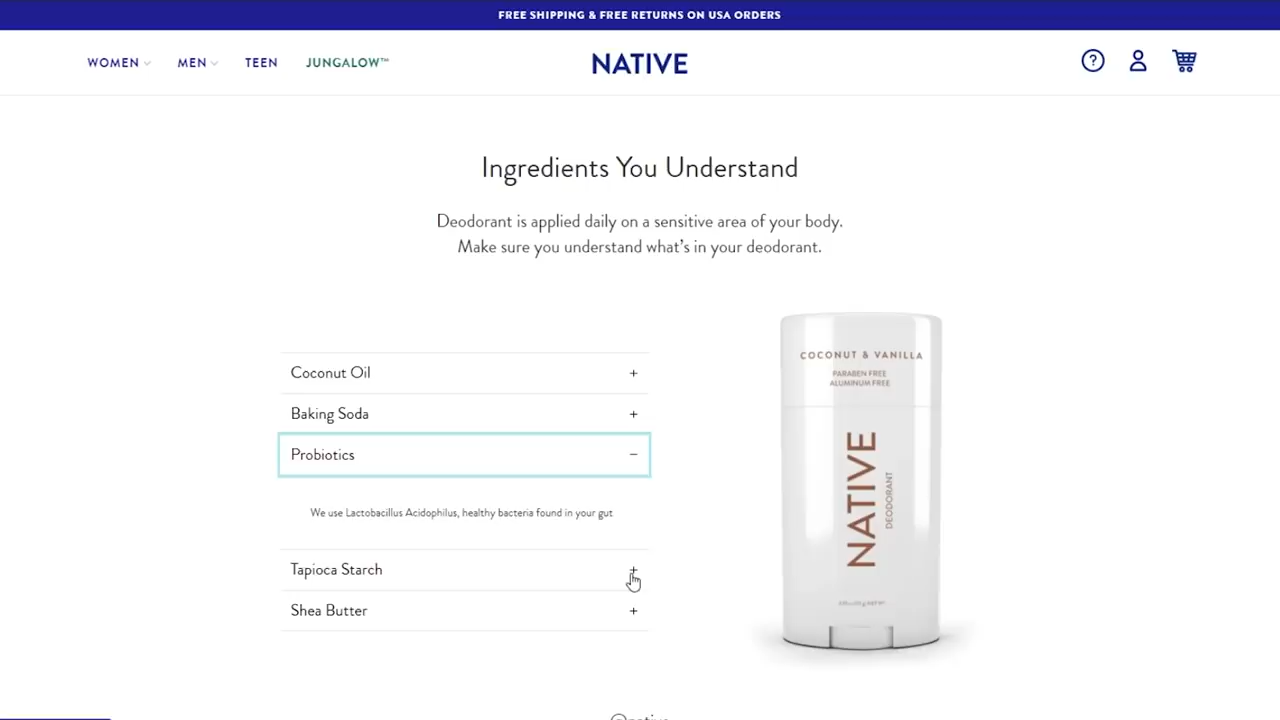 FREE SHIPPING & FREE RETURNS ON USA ORDERS
WOMEN
MEN
TEEN
JUNGALOW™
NATIVE
?
Ingredients You Understand
Deodorant is applied daily on a sensitive area of your body.
Make sure you understand what's in your deodorant.
Coconut Oil +
Baking Soda +
Probiotics −
We use Lactobacillus Acidophilus, healthy bacteria found in your gut
Tapioca Starch +
Shea Butter +
COCONUT & VANILLA
PARABEN FREE
ALUMINUM FREE
NATIVE
DEODORANT